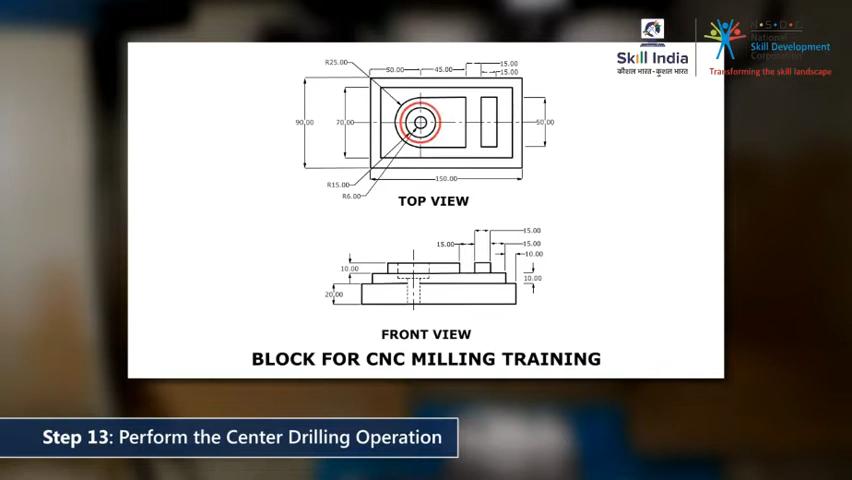 N·S·D·C
National
Skill Development
Corporation
Transforming the skill landscape
Skill India
कौशल भारत-कुशल भारत
R25.00
50.00
45.00
15.00
15.00
90.00
70.00
50.00
R15.00
150.00
R6.00
TOP VIEW
15.00
15.00
15.00
10.00
10.00
10.00
20.00
FRONT VIEW
BLOCK FOR CNC MILLING TRAINING
Step 13: Perform the Center Drilling Operation